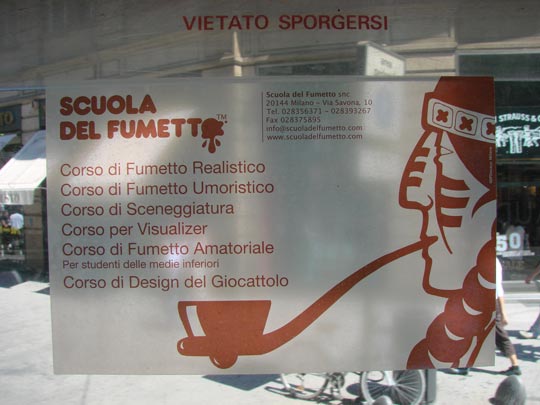 VIETATO SPORGERSI
SCUOLA
DEL FUMETTO™
Scuola del Fumetto snc
20144 Milano – Via Savona, 10
Tel. 028356371 – 028393267
Fax 028375895
info@scuoladelfumetto.com
www.scuoladelfumetto.com
Corso di Fumetto Realistico
Corso di Fumetto Umoristico
Corso di Sceneggiatura
Corso per Visualizer
Corso di Fumetto Amatoriale
Per studenti delle medie inferiori
Corso di Design del Giocattolo
STRAUSS & C
50